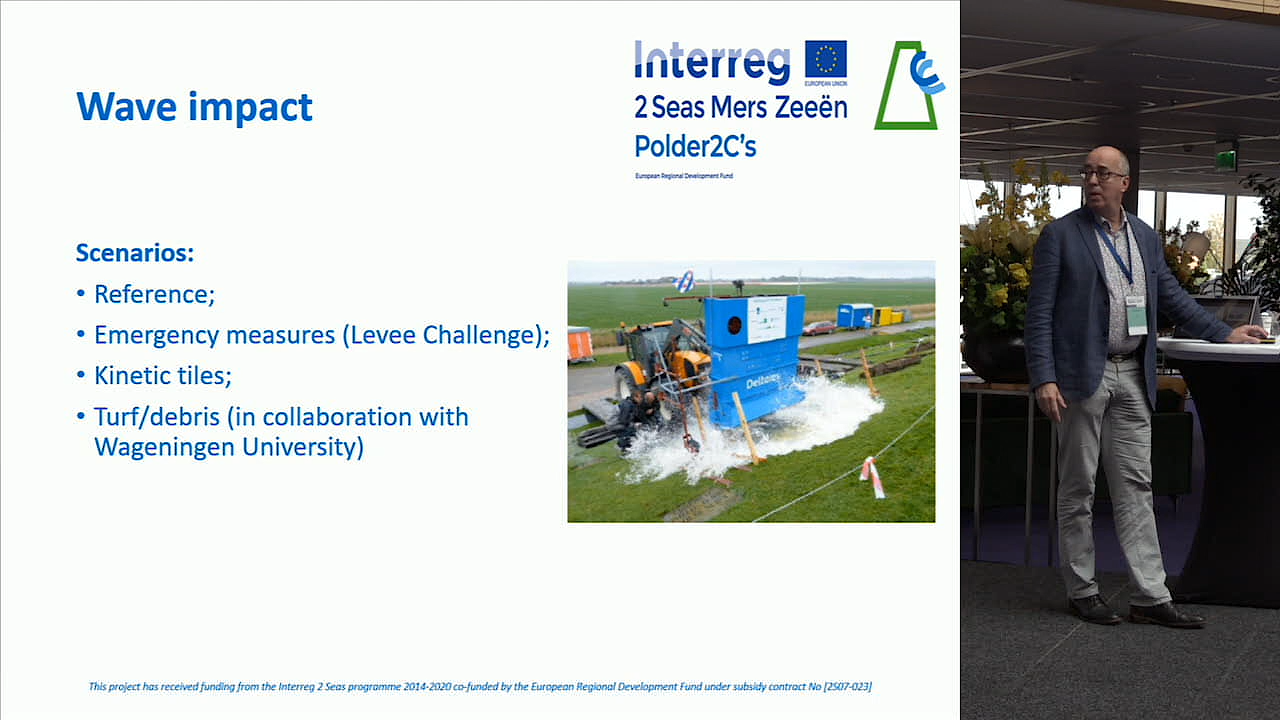 Interreg
EUROPEAN UNION
2 Seas Mers Zeeën
Polder2C's
European Regional Development Fund
Wave impact
Scenarios:
• Reference;
• Emergency measures (Levee Challenge);
• Kinetic tiles;
• Turf/debris (in collaboration with
Wageningen University)
Deltares
This project has received funding from the Interreg 2 Seas programme 2014-2020 co-funded by the European Regional Development Fund under subsidy contract No [2S07-023]